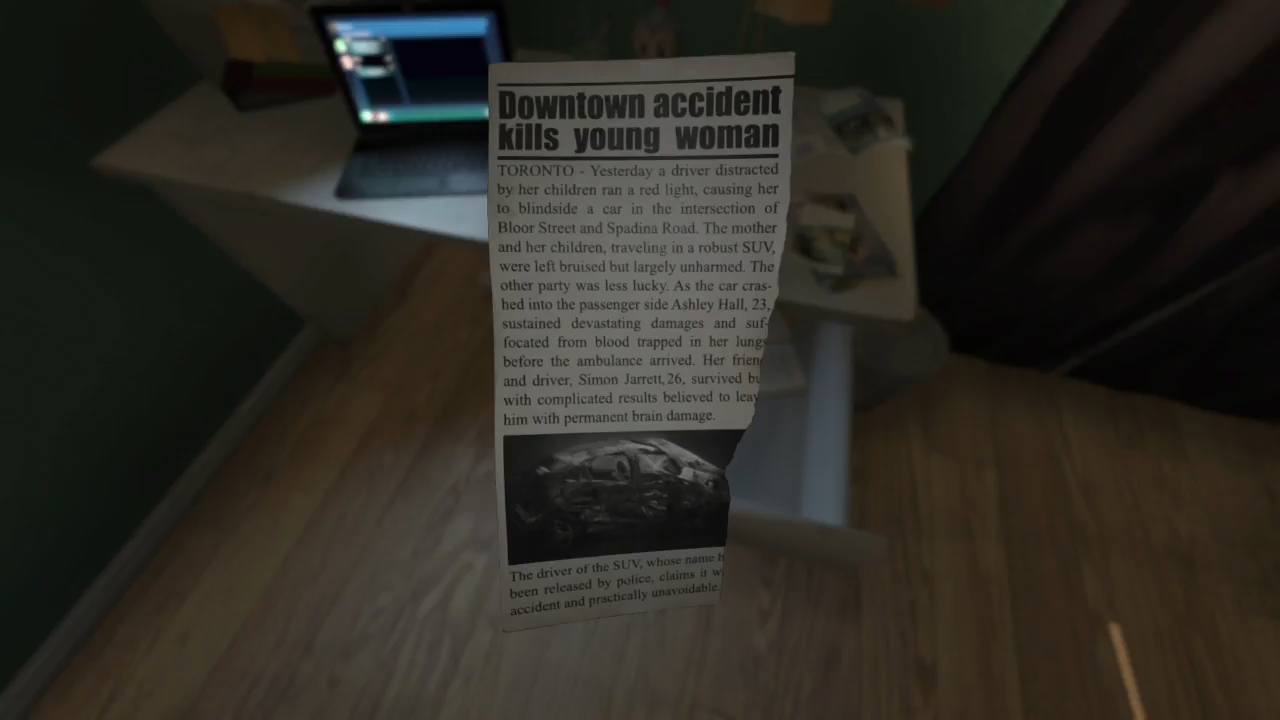 Downtown accident
kills young woman
TORONTO - Yesterday a driver distracted
by her children ran a red light, causing her
to blindside a car in the intersection of
Bloor Street and Spadina Road. The mother
and her children, traveling in a robust SUV,
were left bruised but largely unharmed. The
other party was less lucky. As the car cras-
hed into the passenger side Ashley Hall, 23,
sustained devastating damages and suf-
focated from blood trapped in her lungs
before the ambulance arrived. Her frien
and driver, Simon Jarrett, 26, survived bu
with complicated results believed to leav
him with permanent brain damage.
The driver of the SUV, whose name h
been released by police, claims it w
accident and practically unavoidable.